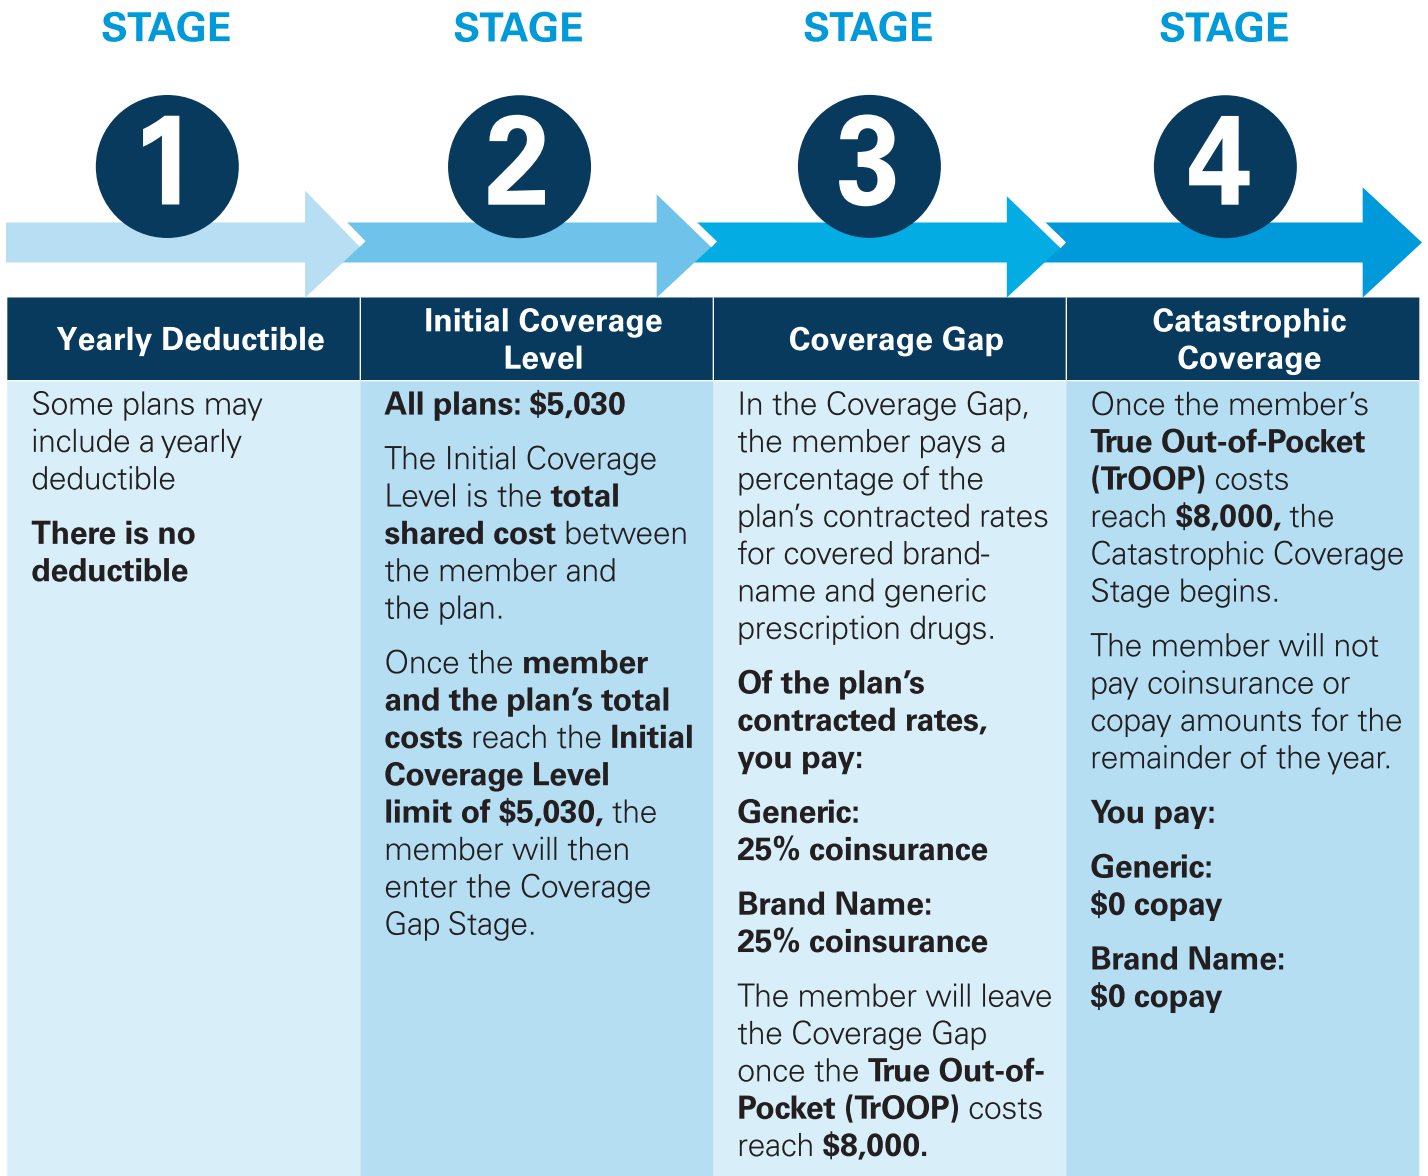 STAGE
1
Yearly Deductible
Some plans may
include a yearly
deductible
There is no
deductible
STAGE
2
Initial Coverage
Level
All plans: $5,030
The Initial Coverage
Level is the total
shared cost between
the member and
the plan.
Once the member
and the plan’s total
costs reach the Initial
Coverage Level
limit of $5,030, the
member will then
enter the Coverage
Gap Stage.
STAGE
3
Coverage Gap
In the Coverage Gap,
the member pays a
percentage of the
plan’s contracted rates
for covered brand-
name and generic
prescription drugs.
Of the plan’s
contracted rates,
you pay:
Generic:
25% coinsurance
Brand Name:
25% coinsurance
The member will leave
the Coverage Gap
once the True Out-of-
Pocket (TrOOP) costs
reach $8,000.
STAGE
4
Catastrophic
Coverage
Once the member’s
True Out-of-Pocket
(TrOOP) costs
reach $8,000, the
Catastrophic Coverage
Stage begins.
The member will not
pay coinsurance or
copay amounts for the
remainder of the year.
You pay:
Generic:
$0 copay
Brand Name:
$0 copay